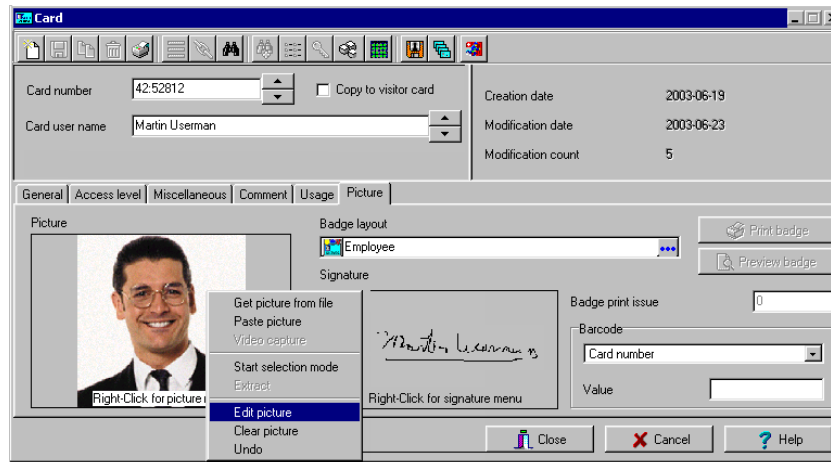 Card
Card number 42:52812 Copy to visitor card
Card user name Martin Userman
Creation date 2003-06-19
Modification date 2003-06-23
Modification count 5
General Access level Miscellaneous Comment Usage Picture
Picture
Right-Click for picture
Get picture from file
Paste picture
Video capture
Start selection mode
Extract
Edit picture
Clear picture
Undo
Badge layout
Employee
Signature
Right-Click for signature menu
Print badge
Preview badge
Badge print issue 0
Barcode
Card number
Value
Close Cancel Help